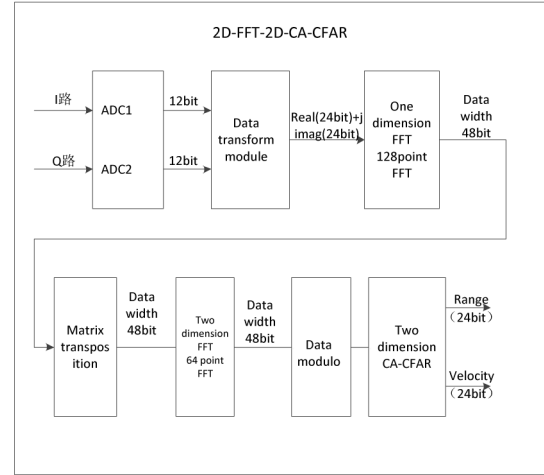 2D-FFT-2D-CA-CFAR
I路
ADC1
12bit
Q路
ADC2
12bit
Data
transform
module
Real(24bit)+j
imag(24bit)
One
dimension
FFT
128point
FFT
Data
width
48bit
Matrix
transpos
ition
Data
width
48bit
Two
dimension
FFT
64 point
FFT
Data
width
48bit
Data
modulo
Two
dimension
CA-CFAR
Range
（24bit）
Velocity
（24bit）